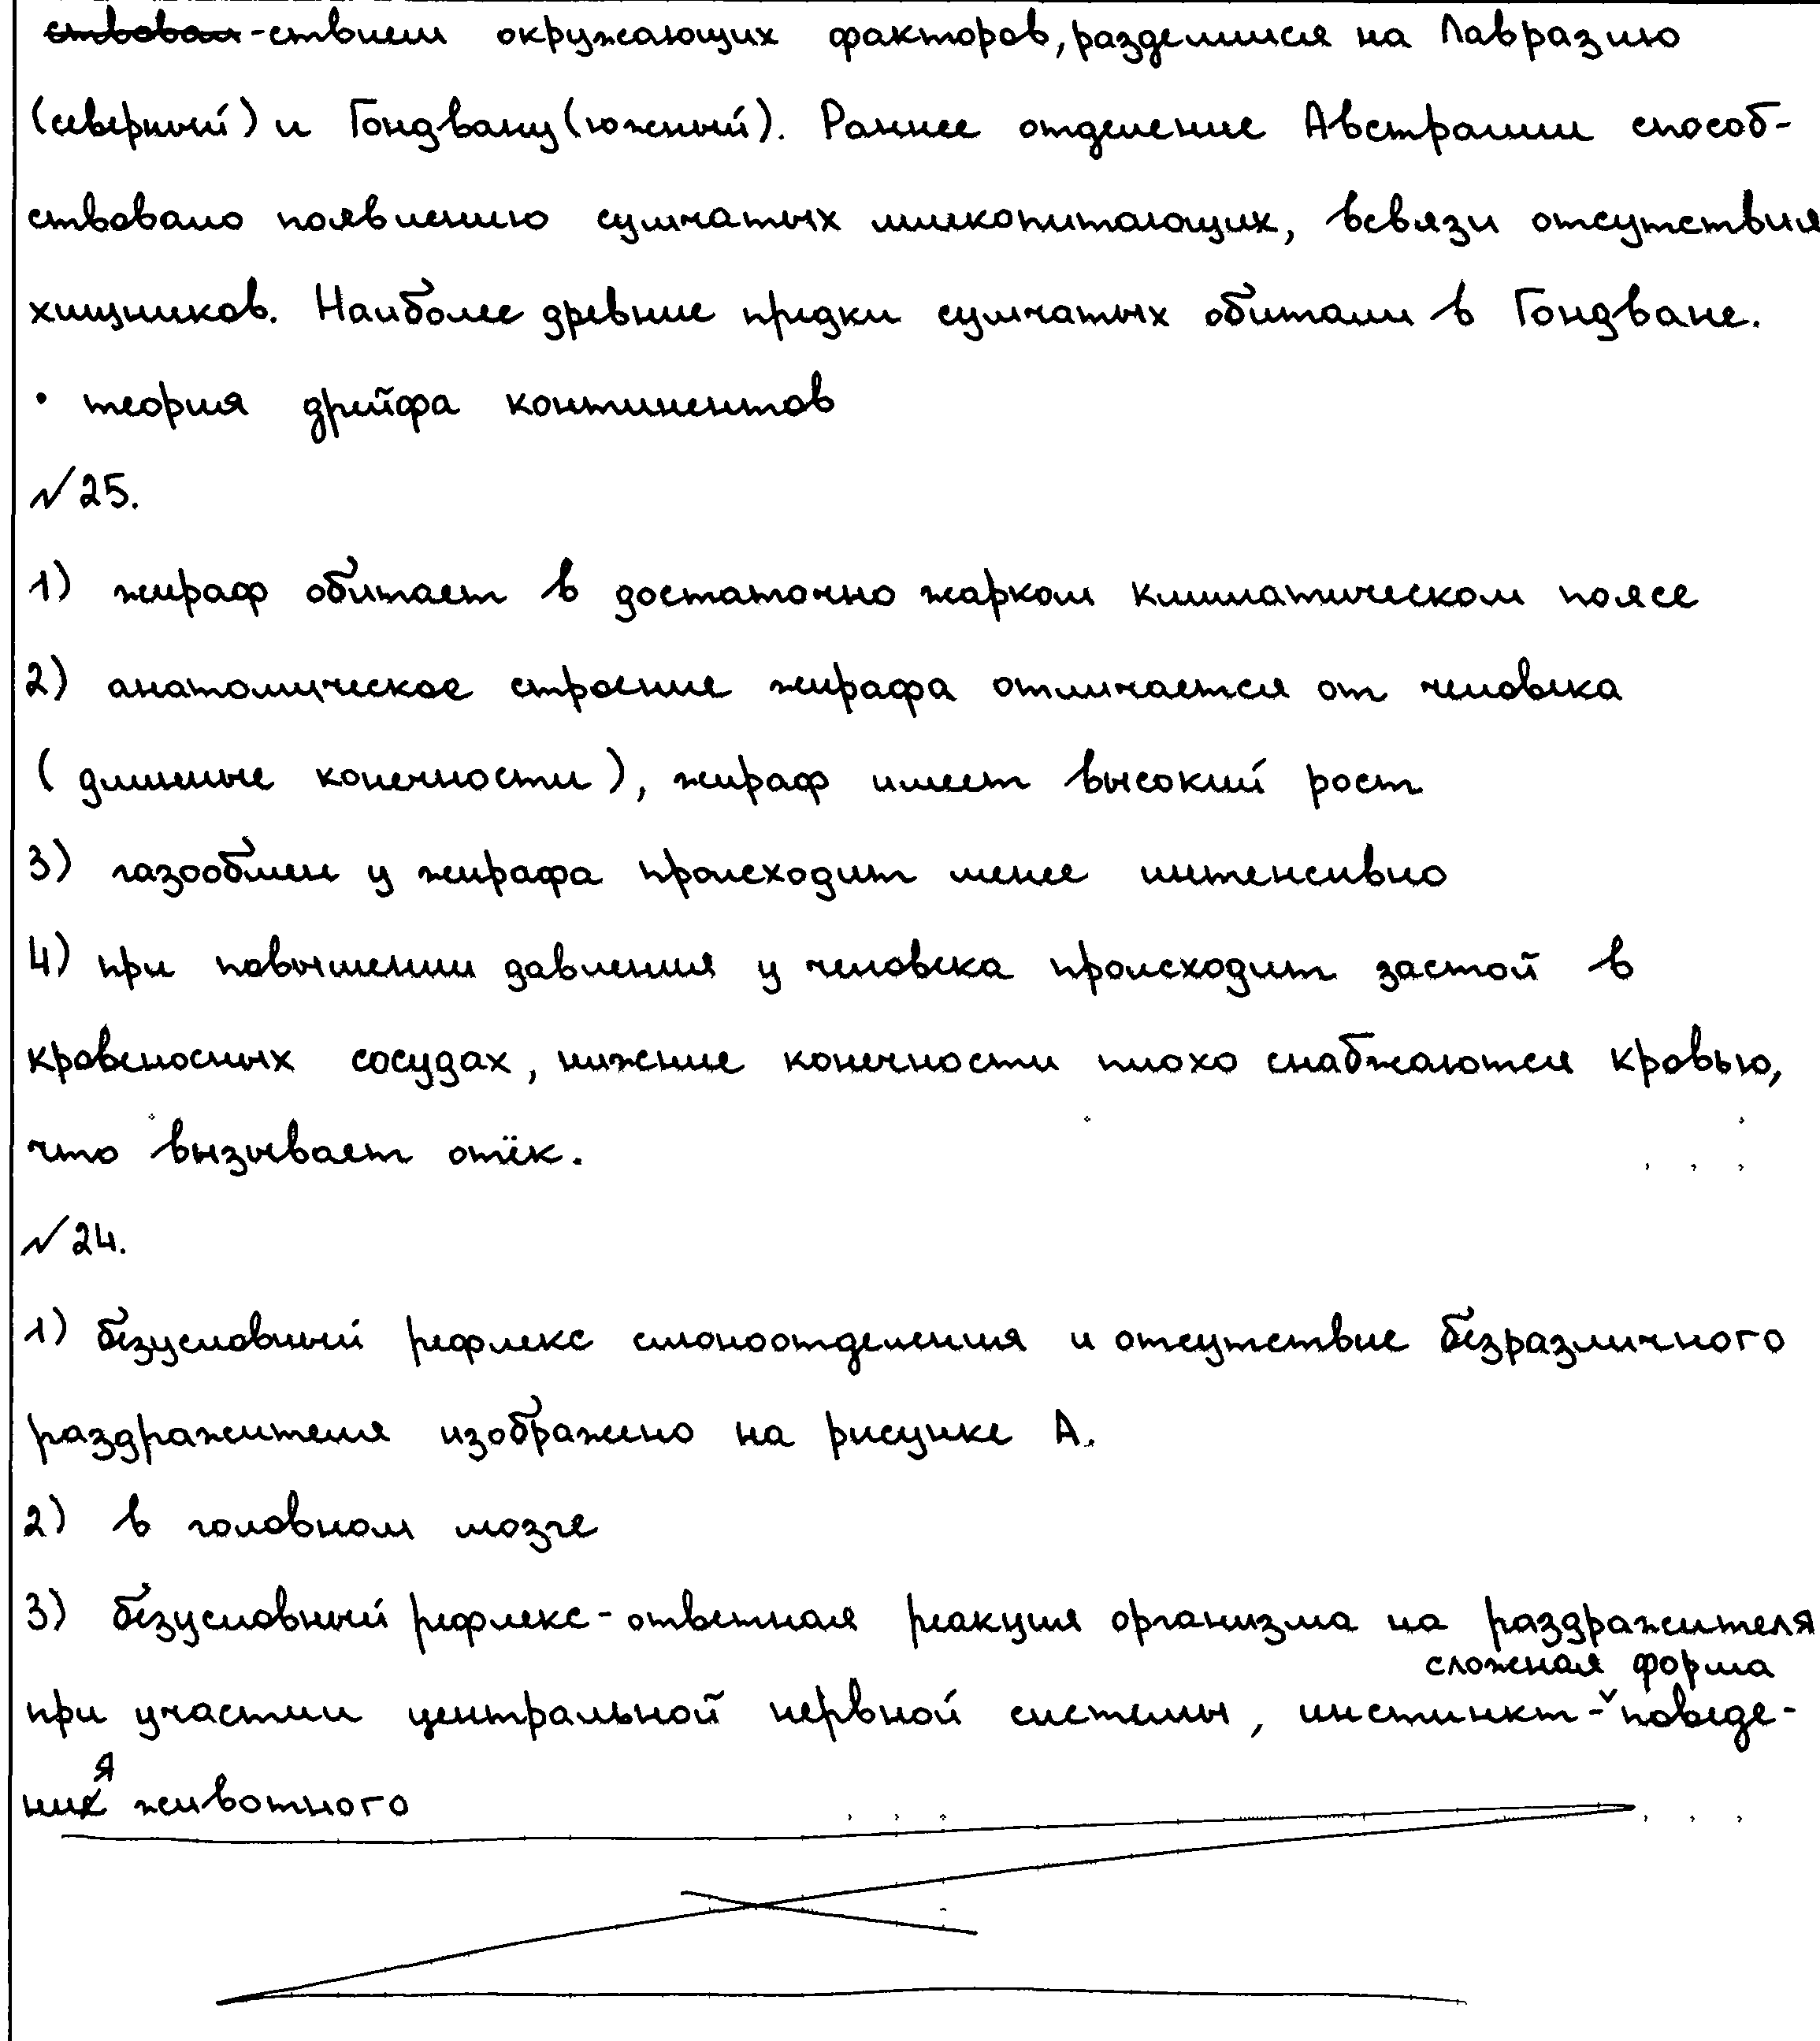 -ствием окружающих факторов, разделился на Лавразию
(северный) и Гондвану (южный). Раннее отделение Австралии способ-
ствовало появлению сумчатых млекопитающих, всвязи отсутствия
хищников. Наиболее древние предки сумчатых обитали в Гондване.
• теория дрейфа континентов
№25.
1) жираф обитает в достаточно жарком климатическом поясе
2) анатомическое строение жирафа отличается от человека
(длинные конечности), жираф имеет высокий рост
3) газообмен у жирафа происходит менее интенсивно
4) при повышении давления у человека происходит застой в
кровеносных сосудах, нижние конечности плохо снабжаются кровью,
что вызывает отёк.
№24.
1) безусловный рефлекс слюноотделения и отсутствие безразличного
раздражителя изображено на рисунке А.
2) в головном мозге
3) безусловный рефлекс - ответная реакция организма на раздражителя
при участии центральной нервной системы, инстинкт - сложная форма поведе-
ния животного